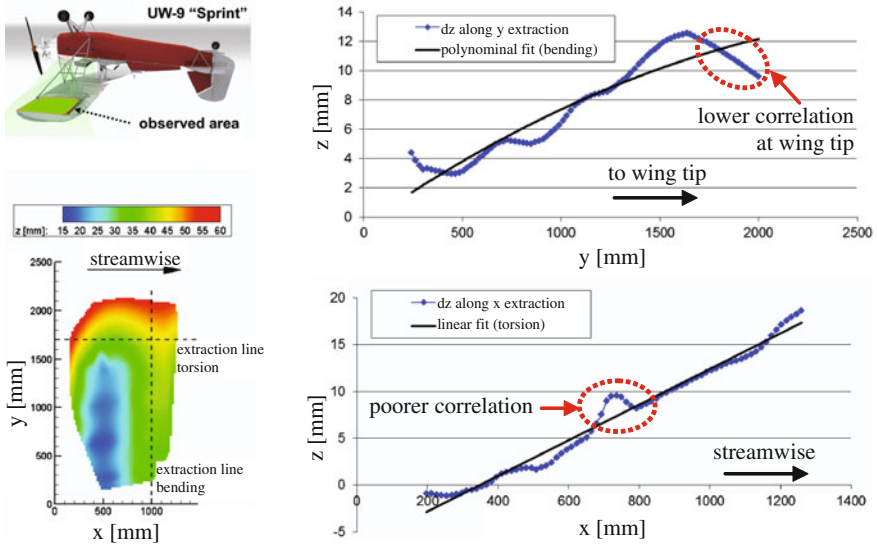 UW-9 “Sprint”
observed area
z [mm]: 15 20 25 30 35 40 45 50 55 60
2500
2000
1500
1000
500
0
y [mm]
streamwise
extraction line
torsion
extraction line
bending
0 500 1000
x [mm]
14
12
10
8
6
4
2
0
z [mm]
dz along y extraction
polynominal fit (bending)
lower correlation
at wing tip
to wing tip
0 500 1000 1500 2000 2500
y [mm]
20
15
10
5
0
-5
z [mm]
dz along x extraction
linear fit (torsion)
poorer correlation
streamwise
0 200 400 600 800 1000 1200 1400
x [mm]